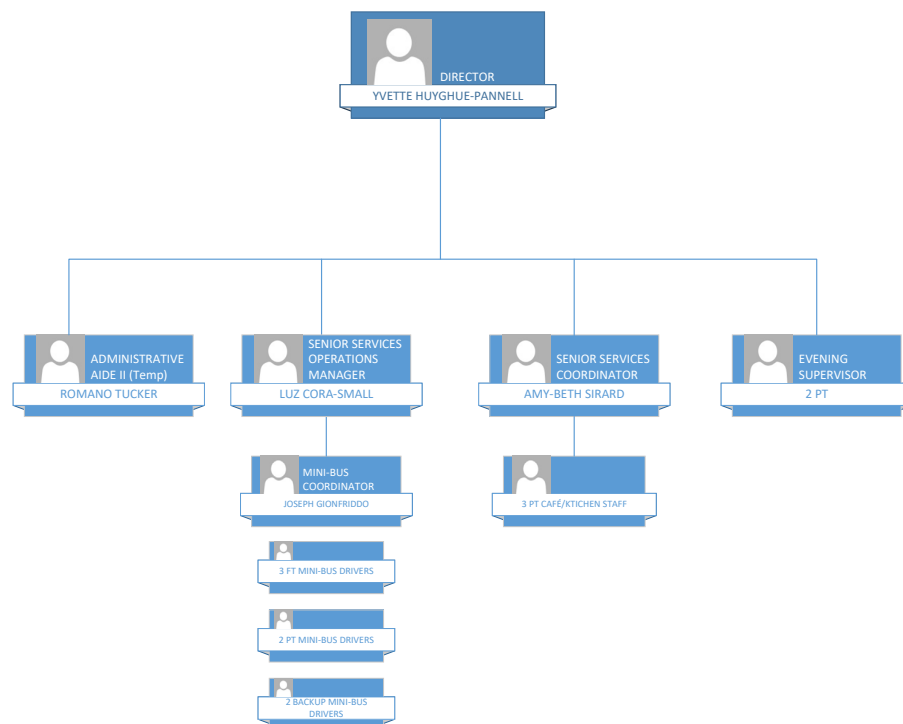 DIRECTOR
YVETTE HUYGHUE-PANNELL
ADMINISTRATIVE
AIDE II (Temp)
ROMANO TUCKER
SENIOR SERVICES
OPERATIONS
MANAGER
LUZ CORA-SMALL
SENIOR SERVICES
COORDINATOR
AMY-BETH SIRARD
EVENING
SUPERVISOR
2 PT
MINI-BUS
COORDINATOR
JOSEPH GIONFRIDDO
3 PT CAFÉ/KTICHEN STAFF
3 FT MINI-BUS DRIVERS
2 PT MINI-BUS DRIVERS
2 BACKUP MINI-BUS
DRIVERS